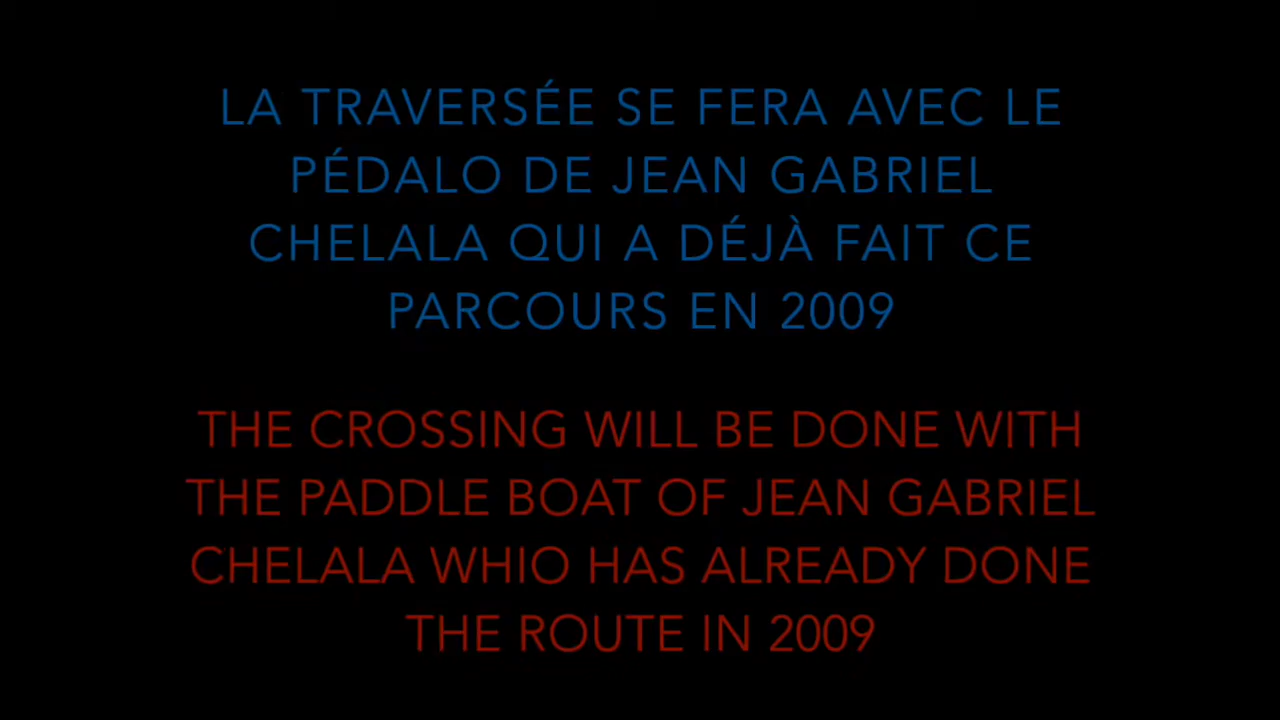 LA TRAVERSÉE SE FERA AVEC LE
PÉDALO DE JEAN GABRIEL
CHELALA QUI A DÉJÀ FAIT CE
PARCOURS EN 2009
THE CROSSING WILL BE DONE WITH
THE PADDLE BOAT OF JEAN GABRIEL
CHELALA WHIO HAS ALREADY DONE
THE ROUTE IN 2009